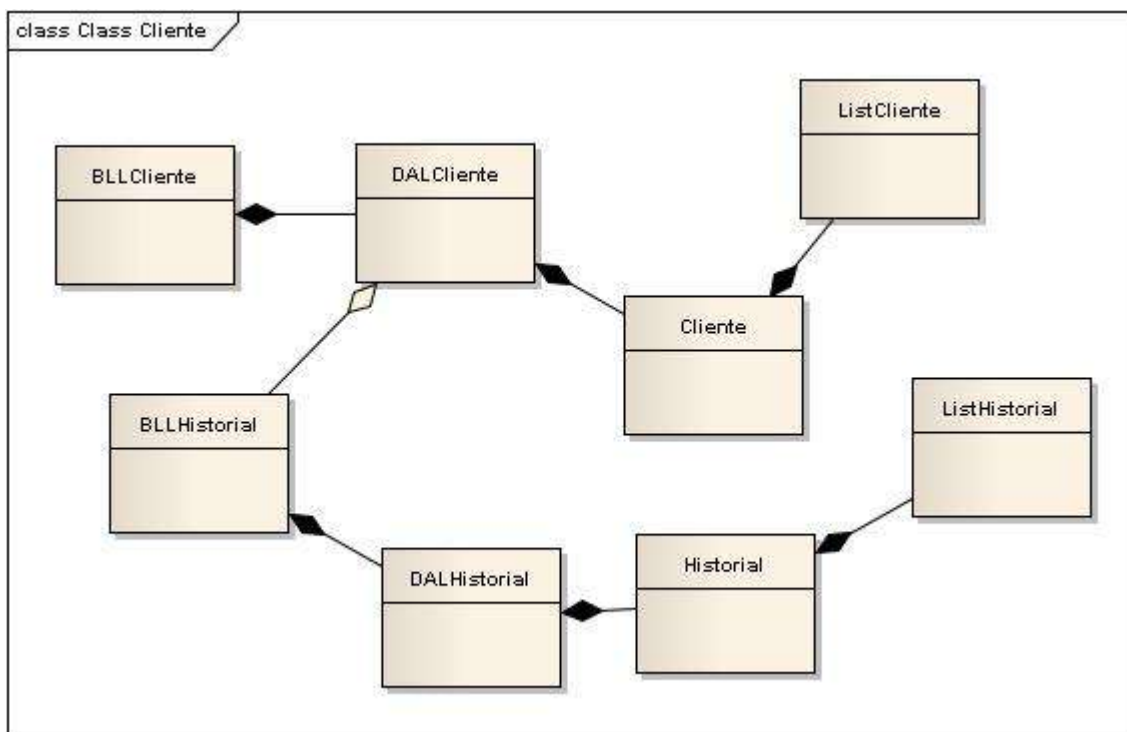 class Class Cliente
ListCliente
BLLCliente
DALCliente
Cliente
ListHistorial
BLLHistorial
Historial
DALHistorial